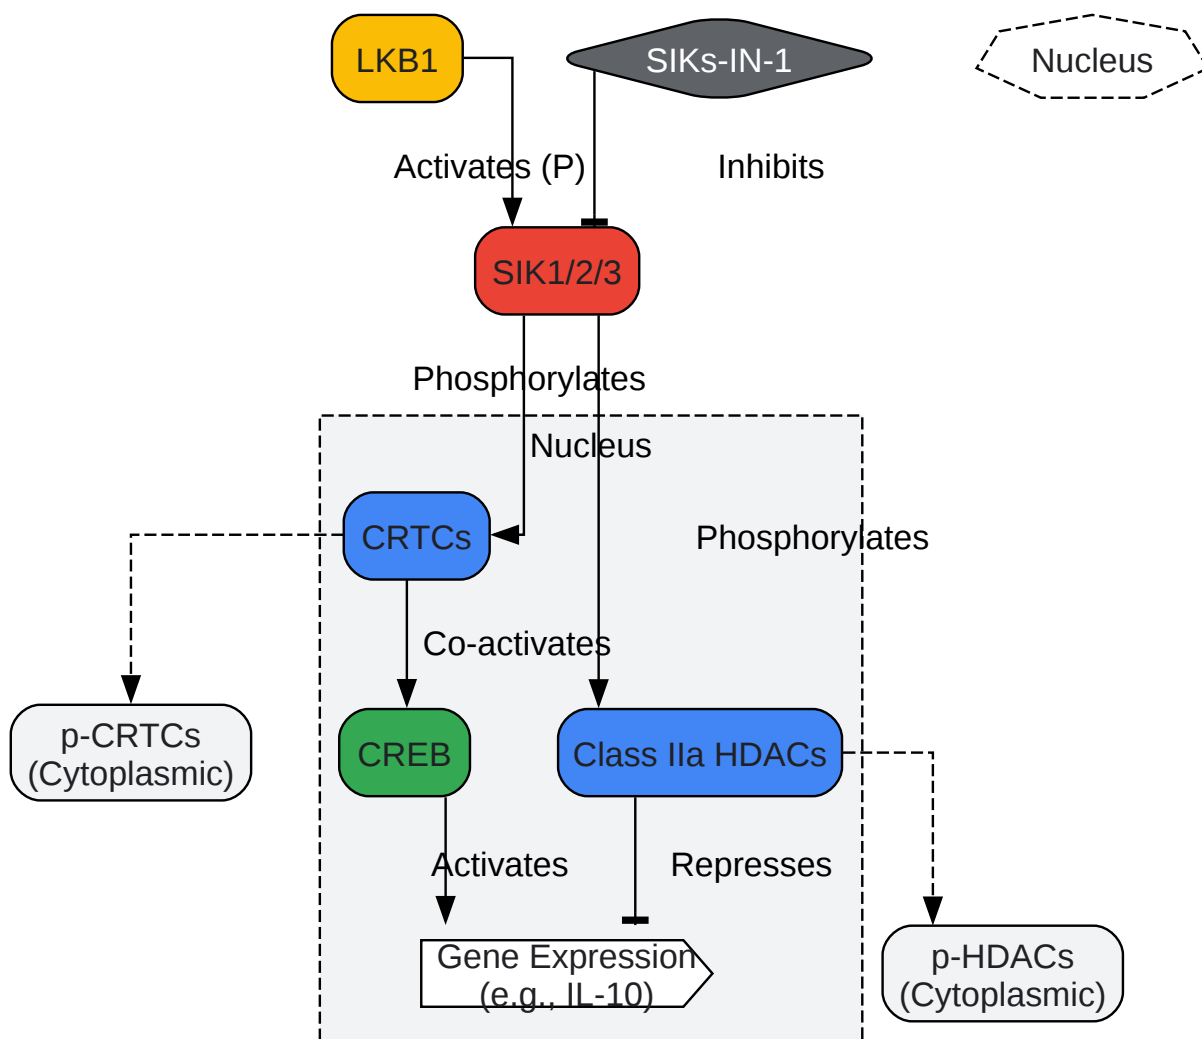 LKB1
SIKs-IN-1
Nucleus
Activates (P)
Inhibits
SIK1/2/3
Phosphorylates
Nucleus
CRTCs
Phosphorylates
Co-activates
p-CRTCs
(Cytoplasmic)
CREB
Class IIa HDACs
Activates
Represses
Gene Expression
(e.g., IL-10)
p-HDACs
(Cytoplasmic)